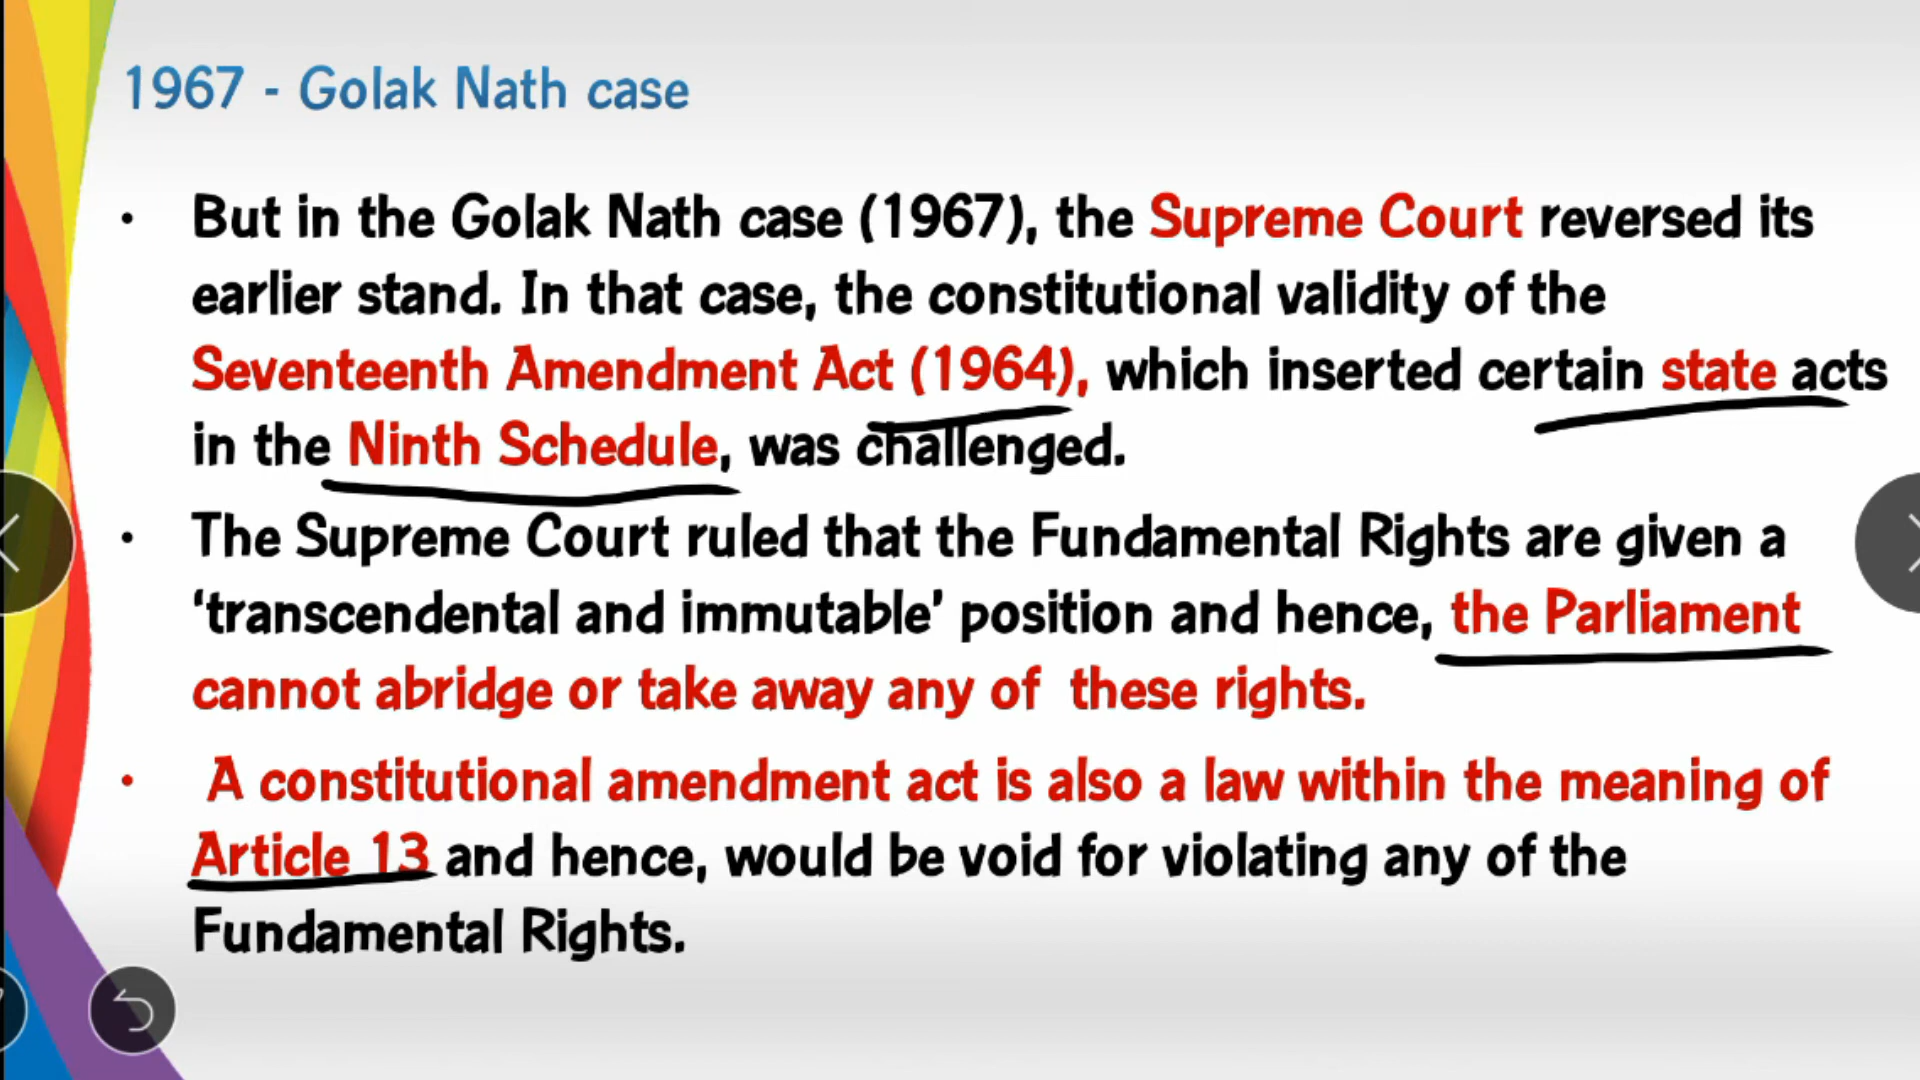 1967 - Golak Nath case
• But in the Golak Nath case (1967), the Supreme Court reversed its
earlier stand. In that case, the constitutional validity of the
Seventeenth Amendment Act (1964), which inserted certain state acts
in the Ninth Schedule, was challenged.
• The Supreme Court ruled that the Fundamental Rights are given a
‘transcendental and immutable’ position and hence, the Parliament
cannot abridge or take away any of these rights.
• A constitutional amendment act is also a law within the meaning of
Article 13 and hence, would be void for violating any of the
Fundamental Rights.